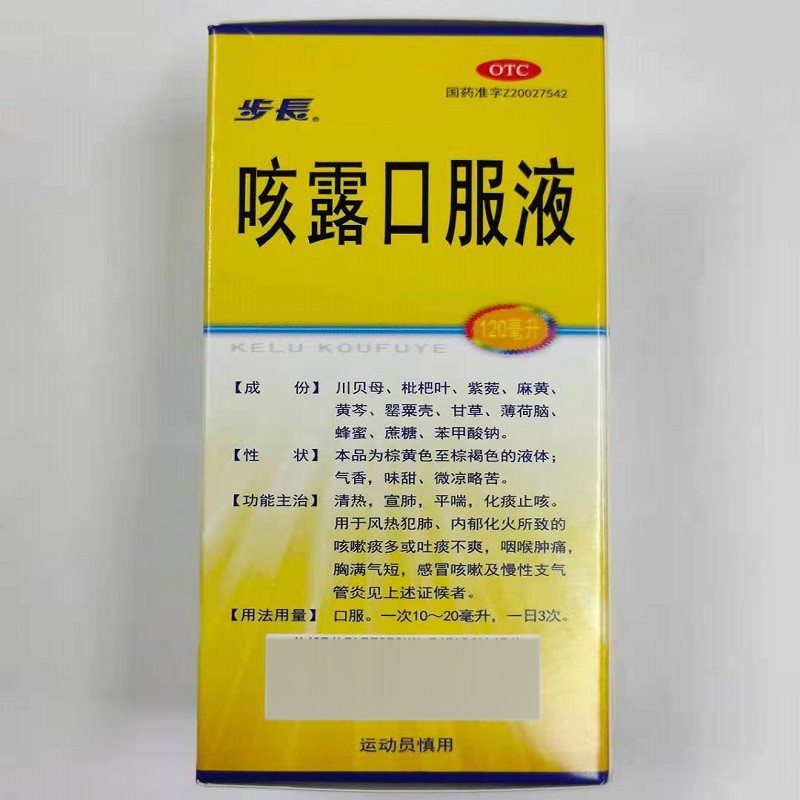 OTC
国药准字Z20027542
步長®
咳露口服液
120毫升
KELU KOUFUYE
【成 份】 川贝母、枇杷叶、紫菀、麻黄、
黄芩、罂粟壳、甘草、薄荷脑、
蜂蜜、蔗糖、苯甲酸钠。
【性 状】 本品为棕黄色至棕褐色的液体；
气香，味甜、微凉略苦。
【功能主治】 清热，宣肺，平喘，化痰止咳。
用于风热犯肺、内郁化火所致的
咳嗽痰多或吐痰不爽，咽喉肿痛，
胸满气短，感冒咳嗽及慢性支气
管炎见上述证候者。
【用法用量】 口服。一次10～20毫升，一日3次。
运动员慎用